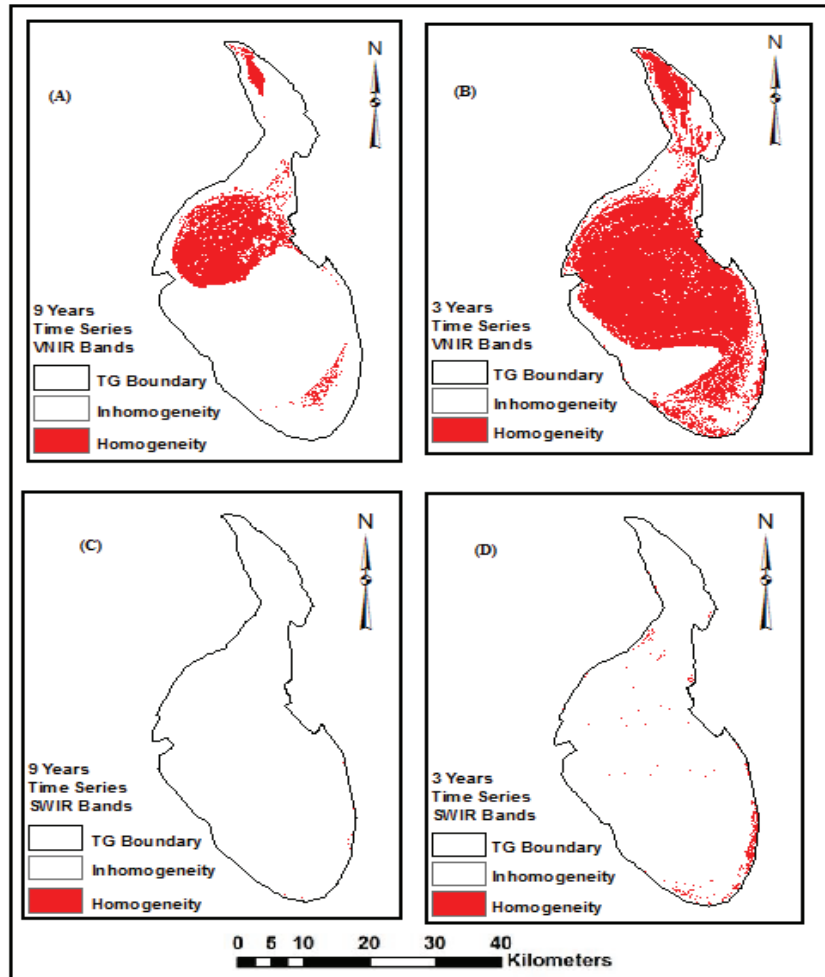 N
(A)
9 Years
Time Series
VNIR Bands
TG Boundary
Inhomogeneity
Homogeneity
N
(B)
3 Years
Time Series
VNIR Bands
TG Boundary
Inhomogeneity
Homogeneity
N
(C)
9 Years
Time Series
SWIR Bands
TG Boundary
Inhomogeneity
Homogeneity
N
(D)
3 Years
Time Series
SWIR Bands
TG Boundary
Inhomogeneity
Homogeneity
0 5 10 20 30 40
Kilometers